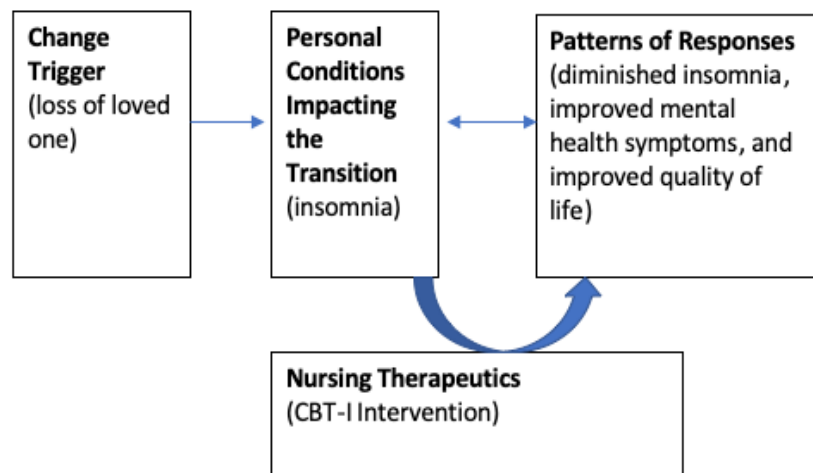 Change
Trigger
(loss of loved
one)
Personal
Conditions
Impacting
the
Transition
(insomnia)
Patterns of Responses
(diminished insomnia,
improved mental
health symptoms, and
improved quality of
life)
Nursing Therapeutics
(CBT-I Intervention)